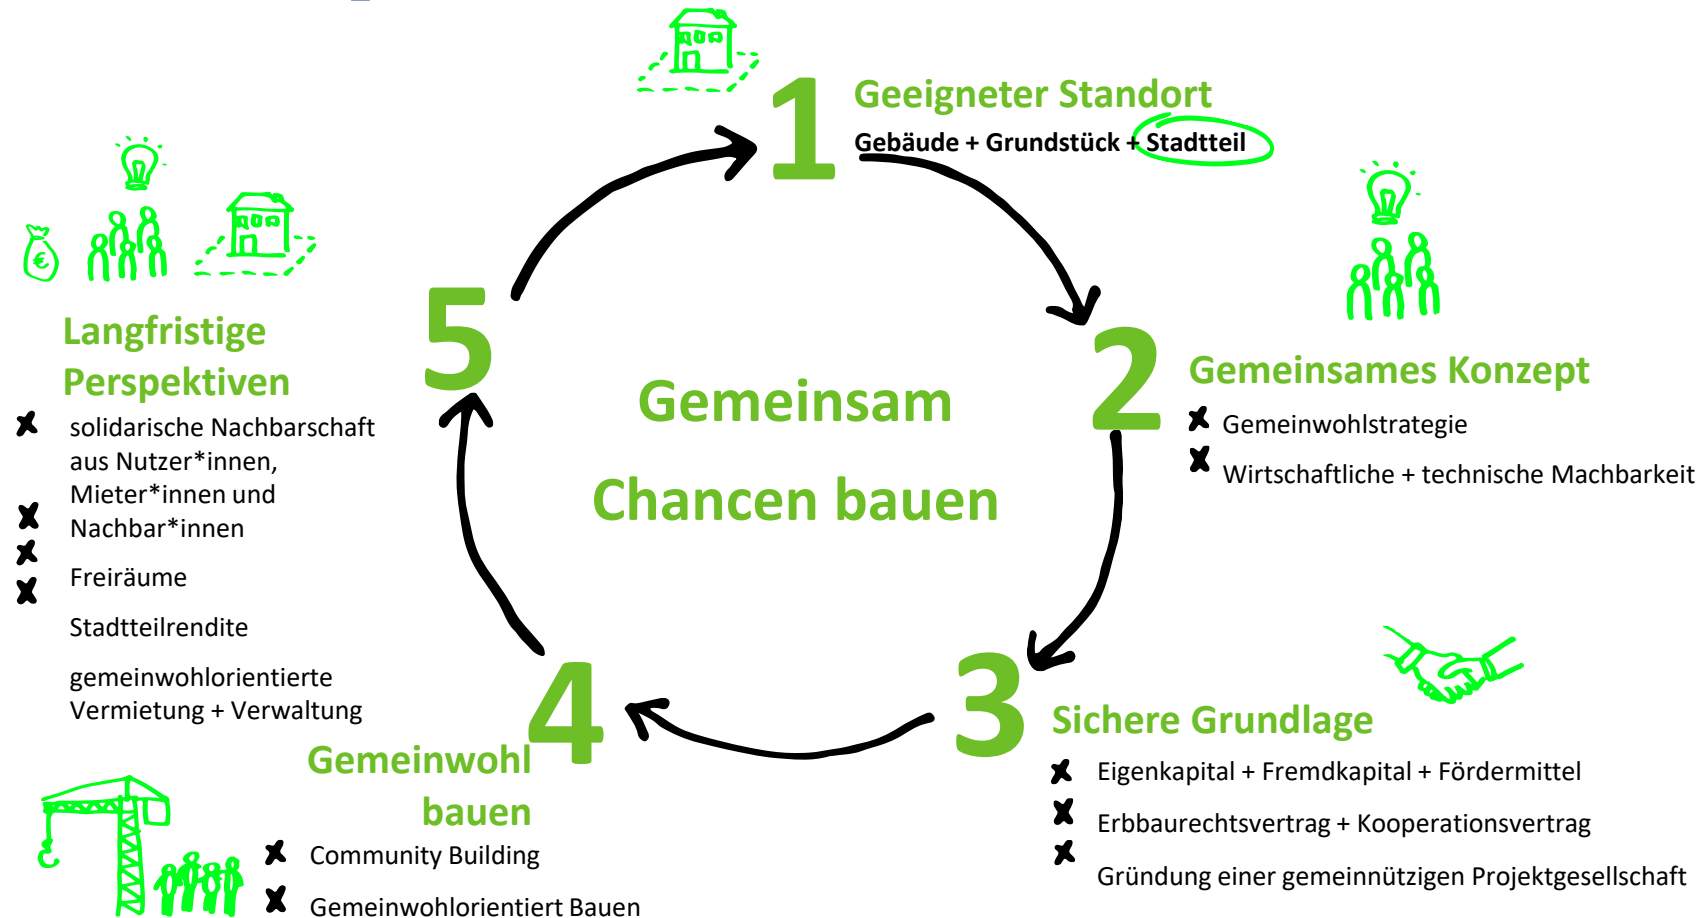 1
Geeigneter Standort
Gebäude + Grundstück + Stadtteil
2
Gemeinsames Konzept
Gemeinwohlstrategie
Wirtschaftliche + technische Machbarkeit
3
Sichere Grundlage
Eigenkapital + Fremdkapital + Fördermittel
Erbbaurechtsvertrag + Kooperationsvertrag
Gründung einer gemeinnützigen Projektgesellschaft
4
Gemeinwohl
bauen
Community Building
Gemeinwohlorientiert Bauen
5
€
Langfristige
Perspektiven
solidarische Nachbarschaft
aus Nutzer*innen,
Mieter*innen und
Nachbar*innen
Freiräume
Stadtteilrendite
gemeinwohlorientierte
Vermietung + Verwaltung
Gemeinsam
Chancen bauen